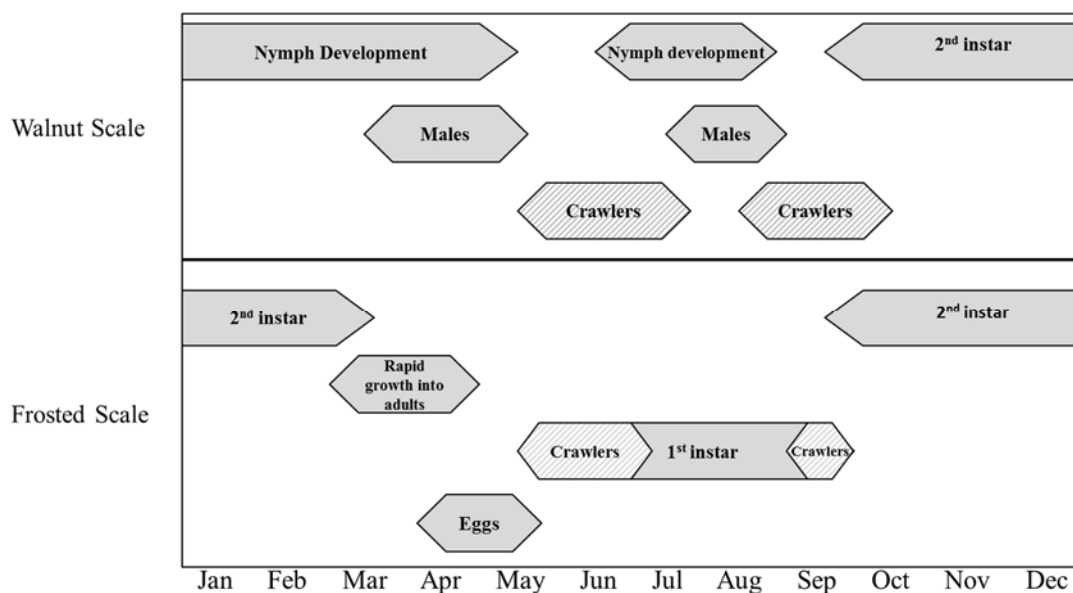 Nymph Development
Nymph development
2nd instar
Walnut Scale
Males
Males
Crawlers
Crawlers
2nd instar
2nd instar
Rapid
growth into
adults
Frosted Scale
Crawlers
1st instar
Crawlers
Eggs
Jan Feb Mar Apr May Jun Jul Aug Sep Oct Nov Dec